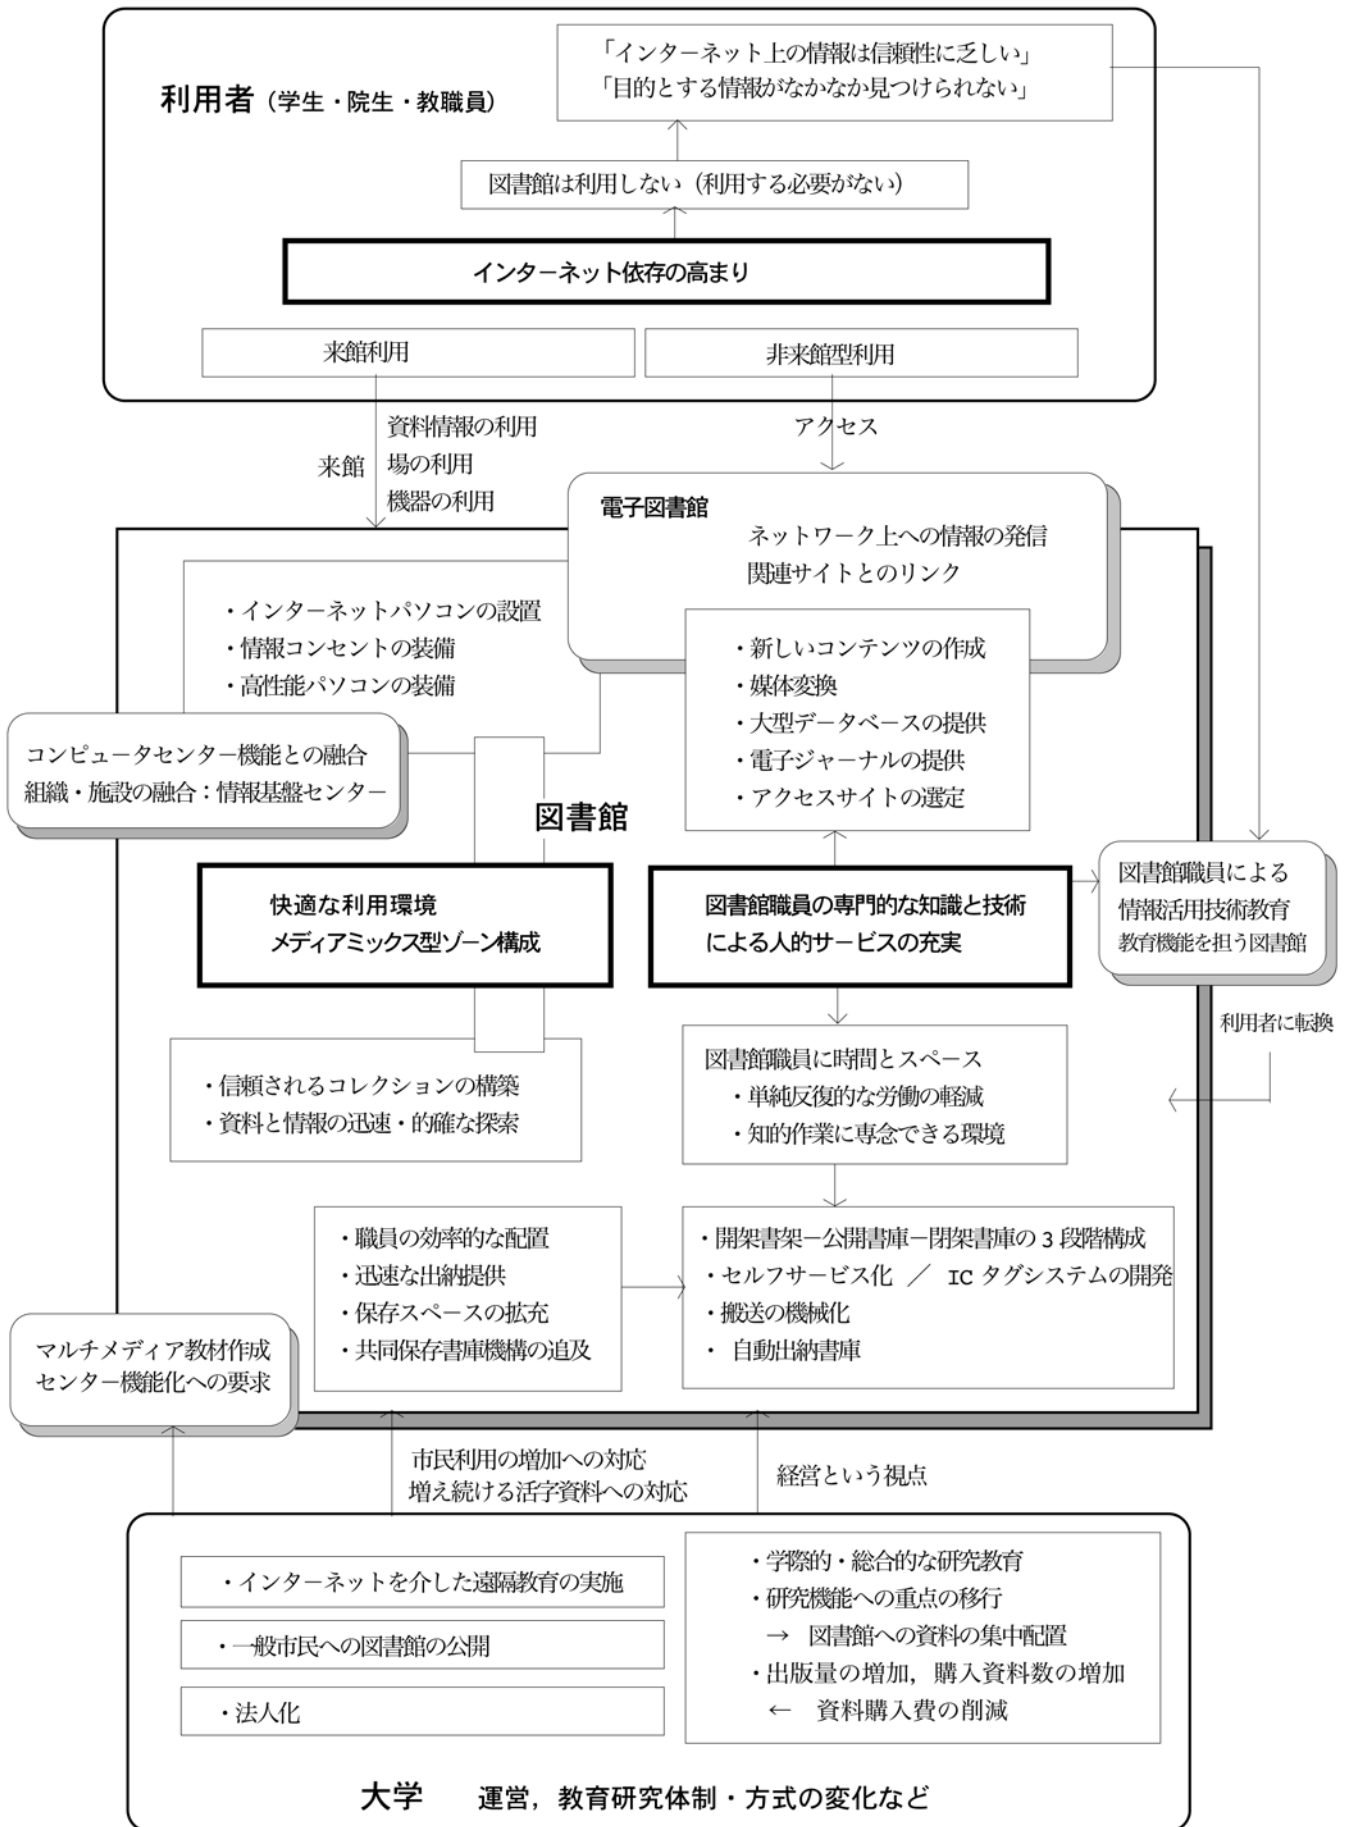 「インターネット上の情報は信頼性に乏しい」
「目的とする情報がなかなか見つけられない」
利用者（学生・院生・教職員）
図書館は利用しない（利用する必要がない）
インターネット依存の高まり
来館利用
非来館型利用
資料情報の利用
来館
場の利用
機器の利用
アクセス
電子図書館
ネットワーク上への情報の発信
関連サイトとのリンク
・インターネットパソコンの設置
・情報コンセントの装備
・高性能パソコンの装備
・新しいコンテンツの作成
・媒体変換
・大型データベースの提供
・電子ジャーナルの提供
・アクセスサイトの選定
コンピュータセンター機能との融合
組織・施設の融合：情報基盤センター
図書館
快適な利用環境
メディアミックス型ゾーン構成
図書館職員の専門的な知識と技術
による人的サービスの充実
図書館職員による
情報活用技術教育
教育機能を担う図書館
利用者に転換
・信頼されるコレクションの構築
・資料と情報の迅速・的確な探索
図書館職員に時間とスペース
・単純反復的な労働の軽減
・知的作業に専念できる環境
・職員の効率的な配置
・迅速な出納提供
・保存スペースの拡充
・共同保存書庫機構の追及
・開架書架－公開書庫－閉架書庫の 3 段階構成
・セルフサービス化 ／ IC タグシステムの開発
・搬送の機械化
・ 自動出納書庫
マルチメディア教材作成
センター機能化への要求
市民利用の増加への対応
増え続ける活字資料への対応
経営という視点
・インターネットを介した遠隔教育の実施
・一般市民への図書館の公開
・法人化
・学際的・総合的な研究教育
・研究機能への重点の移行
→ 図書館への資料の集中配置
・出版量の増加，購入資料数の増加
← 資料購入費の削減
大学 運営，教育研究体制・方式の変化など